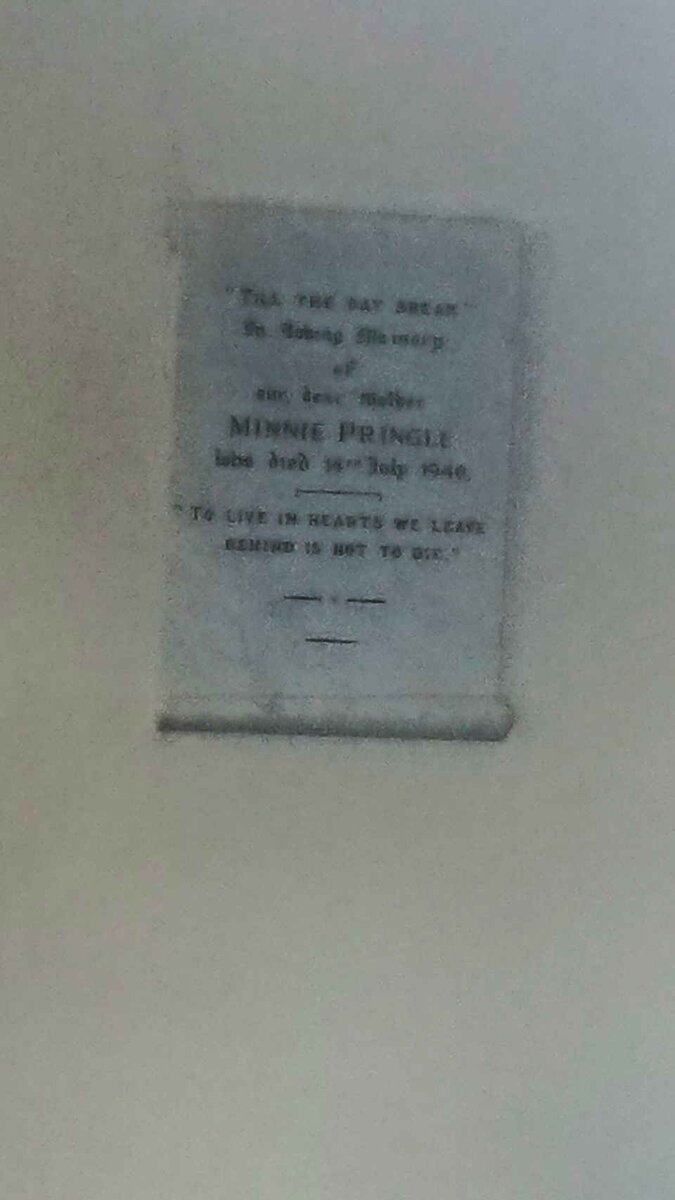 "TILL THE DAY BREAK"
In Loving Memory
of
our dear Mother
MINNIE PRINGLE
who died July
"TO LIVE IN HEARTS WE LEAVE
BEHIND IS NOT TO DIE."